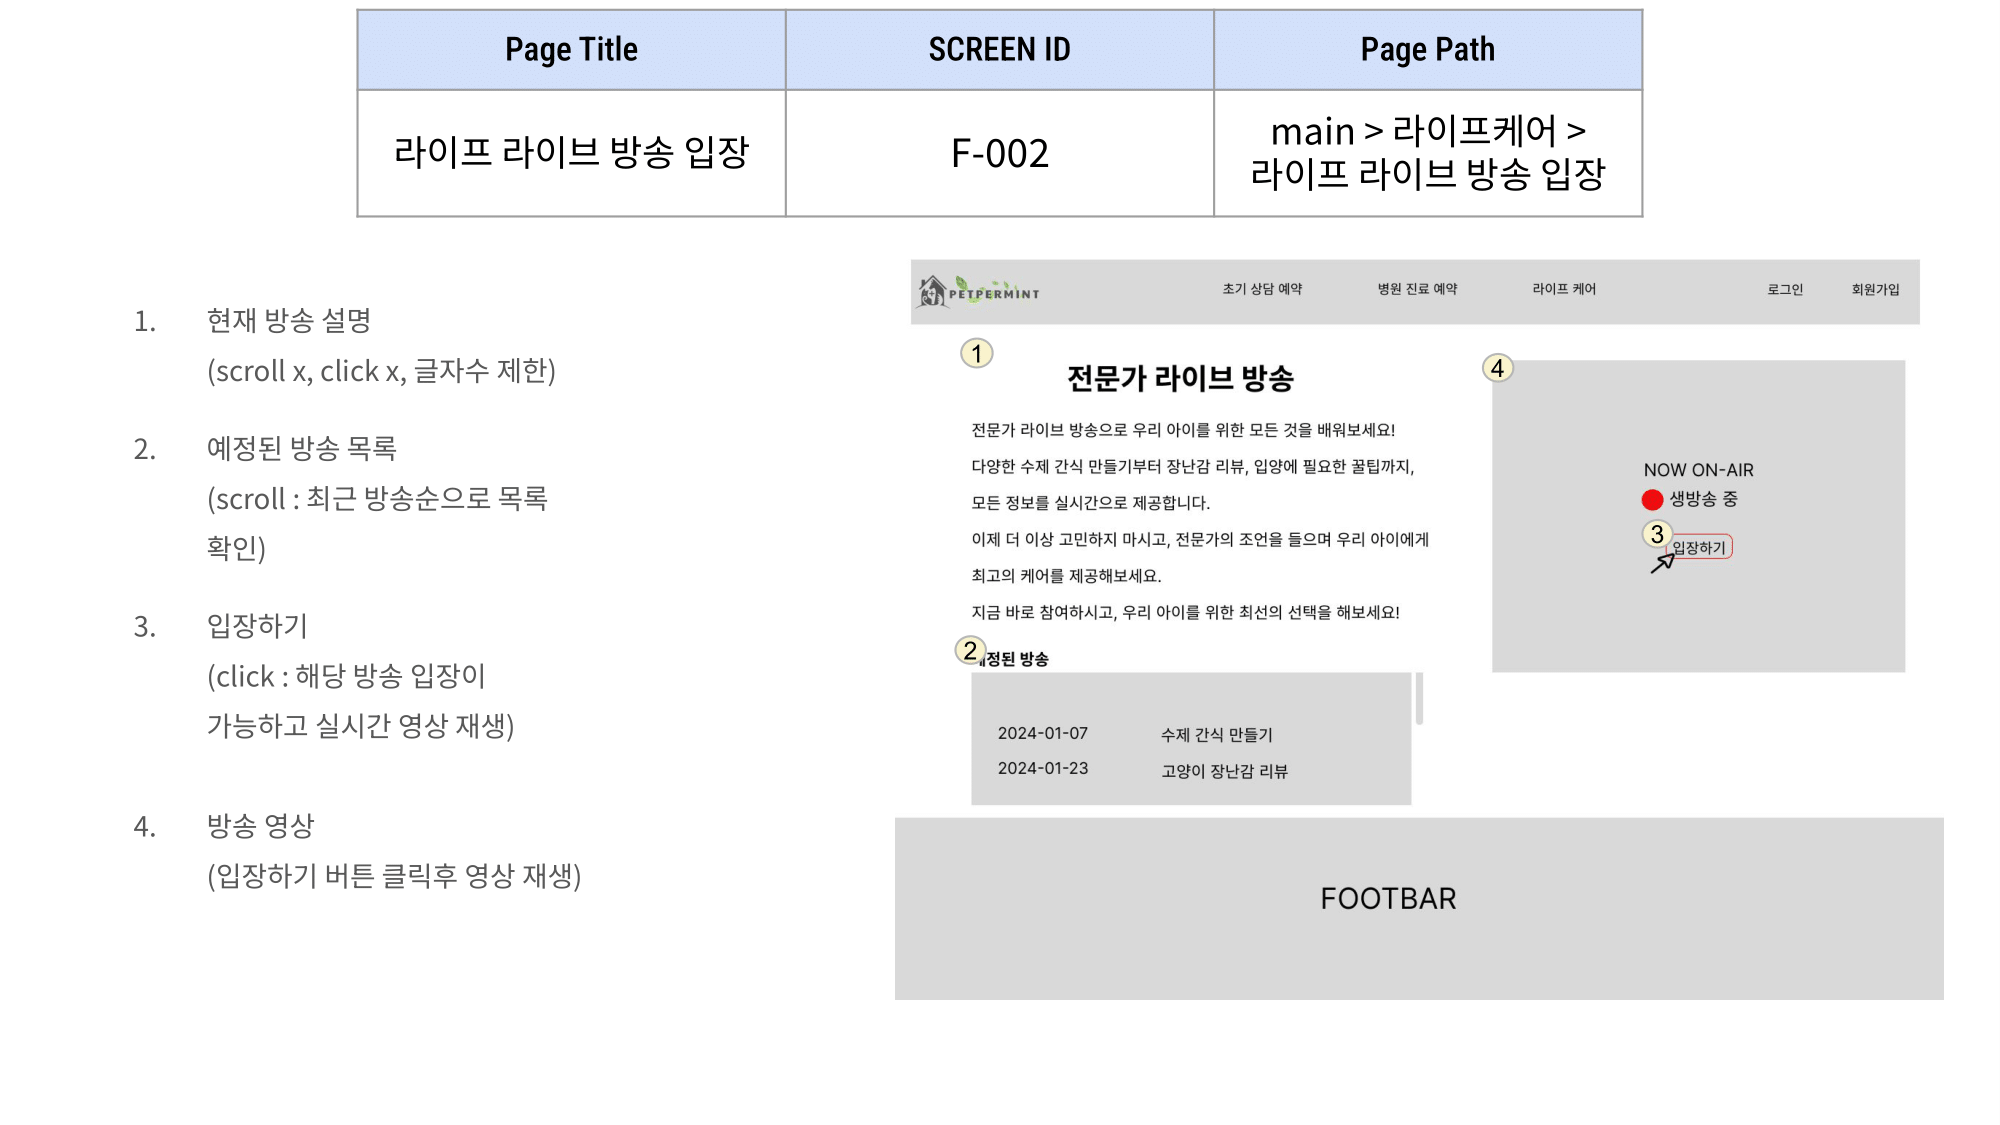 Page Title
SCREEN ID
Page Path
라이프 라이브 방송 입장
F-002
main > 라이프케어 >
라이프 라이브 방송 입장
1. 현재 방송 설명
(scroll x, click x, 글자수 제한)
2. 예정된 방송 목록
(scroll : 최근 방송순으로 목록
확인)
3. 입장하기
(click : 해당 방송 입장이
가능하고 실시간 영상 재생)
4. 방송 영상
(입장하기 버튼 클릭후 영상 재생)
PETPERMINT
초기 상담 예약
병원 진료 예약
라이프 케어
로그인
회원가입
1
전문가 라이브 방송
전문가 라이브 방송으로 우리 아이를 위한 모든 것을 배워보세요!
다양한 수제 간식 만들기부터 장난감 리뷰, 입양에 필요한 꿀팁까지,
모든 정보를 실시간으로 제공합니다.
이제 더 이상 고민하지 마시고, 전문가의 조언을 들으며 우리 아이에게
최고의 케어를 제공해보세요.
지금 바로 참여하시고, 우리 아이를 위한 최선의 선택을 해보세요!
2
예정된 방송
2024-01-07 수제 간식 만들기
2024-01-23 고양이 장난감 리뷰
4
NOW ON-AIR
생방송 중
3
입장하기
FOOTBAR